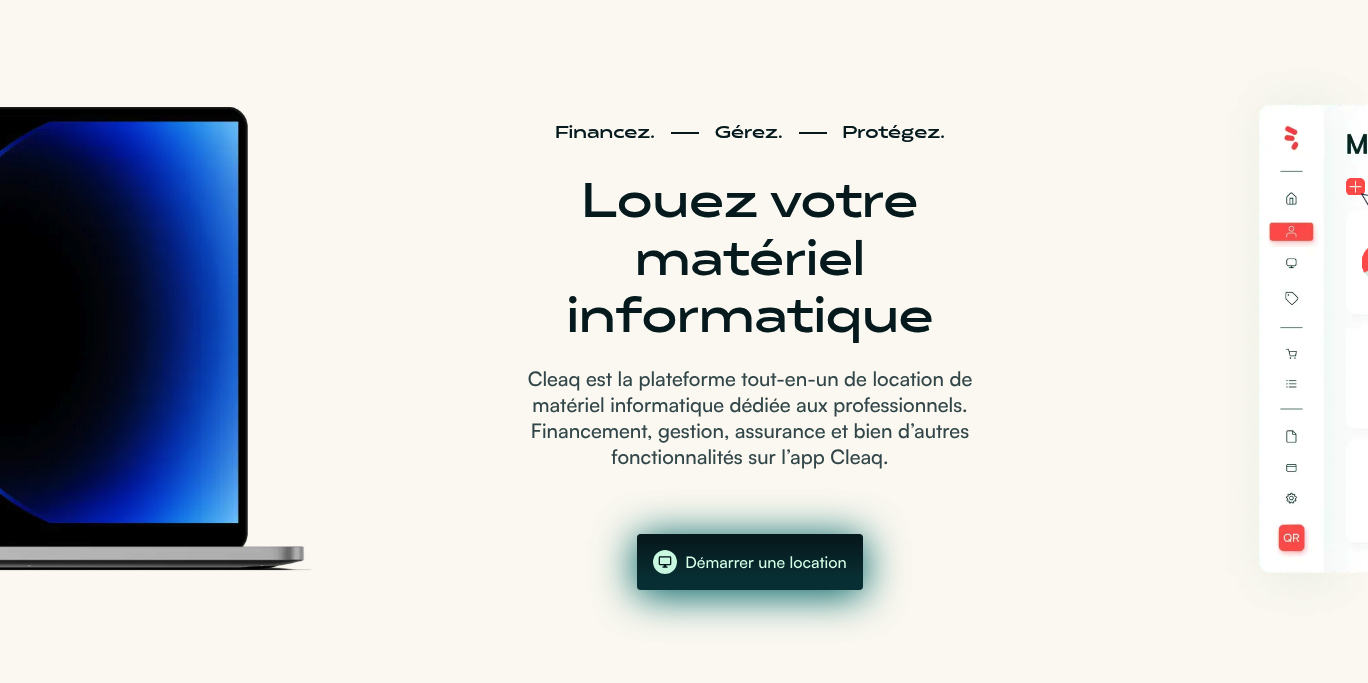 Financez. — Gérez. — Protégez.
Louez votre
matériel
informatique
Cleaq est la plateforme tout-en-un de location de
matériel informatique dédiée aux professionnels.
Financement, gestion, assurance et bien d’autres
fonctionnalités sur l’app Cleaq.
Démarrer une location
M
QR